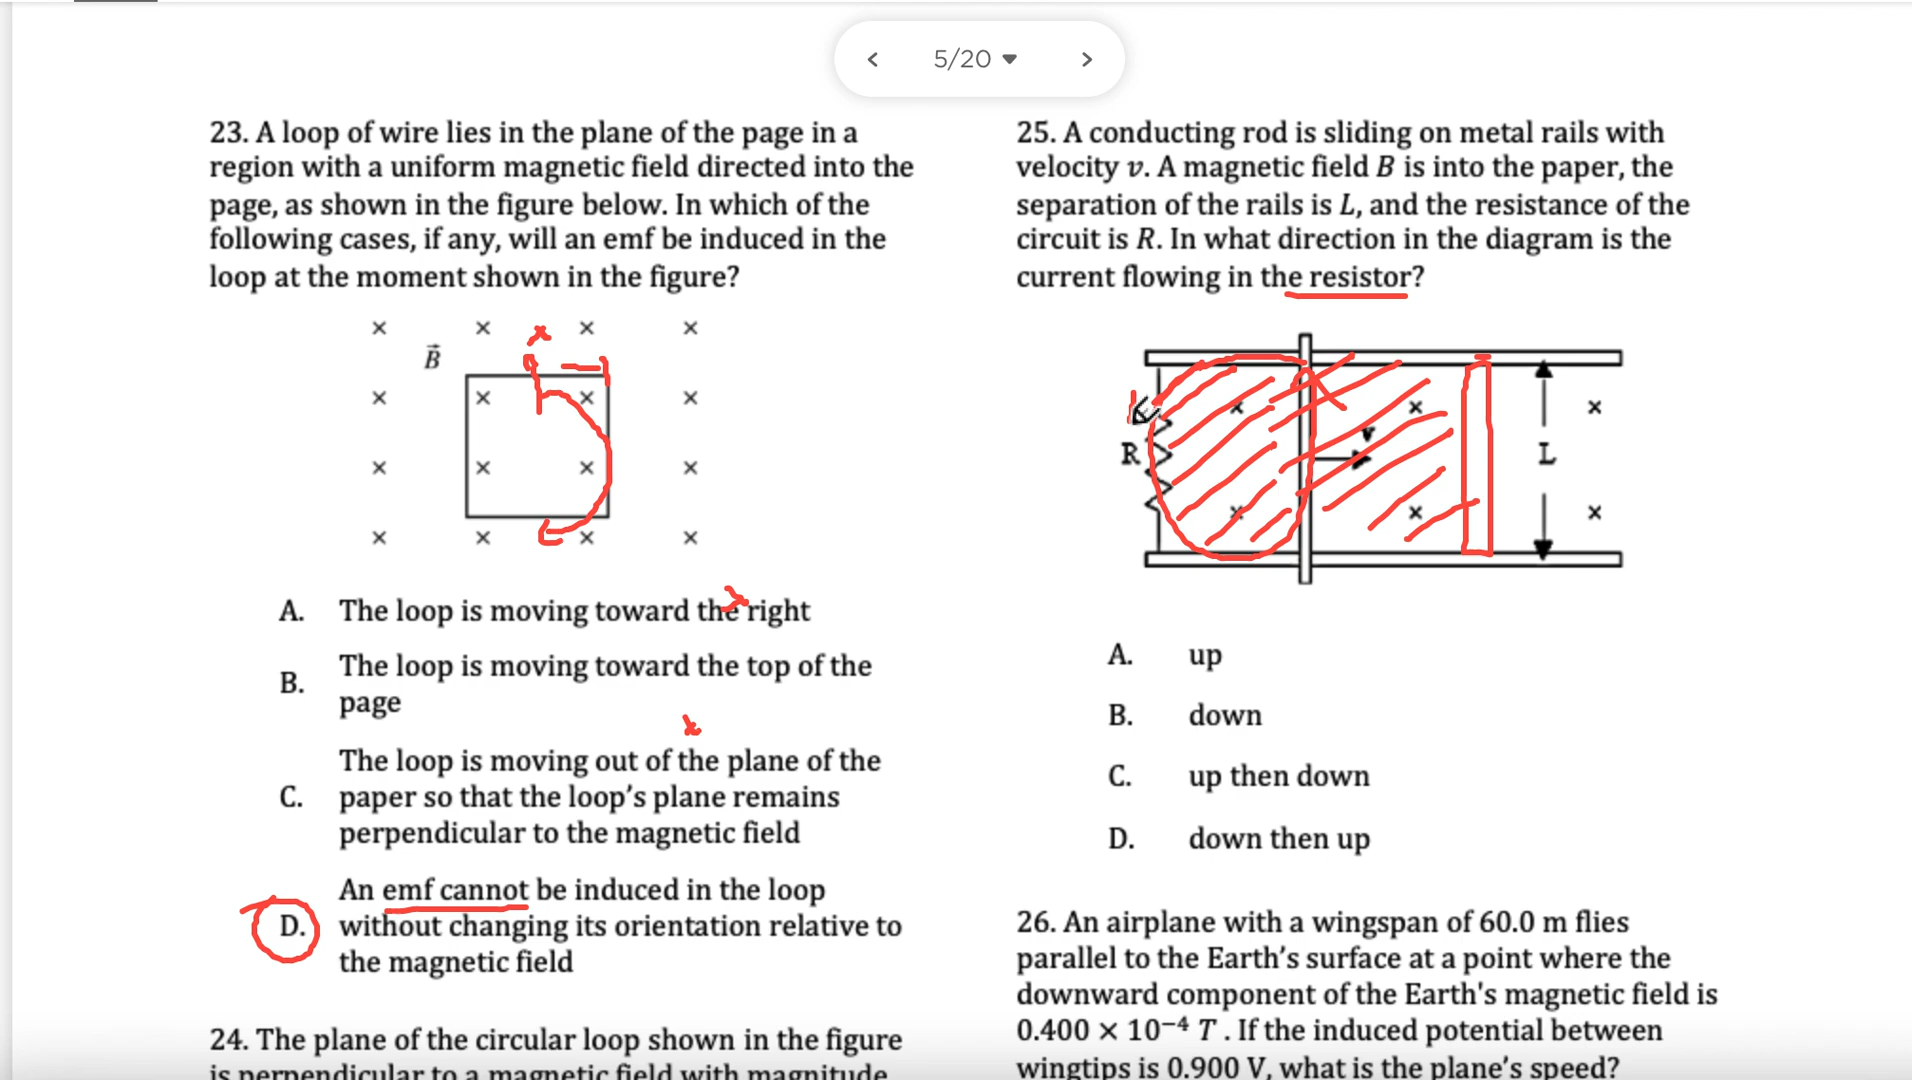 5/20
23. A loop of wire lies in the plane of the page in a
region with a uniform magnetic field directed into the
page, as shown in the figure below. In which of the
following cases, if any, will an emf be induced in the
loop at the moment shown in the figure?
B
A. The loop is moving toward the right
B. The loop is moving toward the top of the
page
C. The loop is moving out of the plane of the
paper so that the loop's plane remains
perpendicular to the magnetic field
D. An emf cannot be induced in the loop
without changing its orientation relative to
the magnetic field
24. The plane of the circular loop shown in the figure
is perpendicular to a magnetic field with magnitude
25. A conducting rod is sliding on metal rails with
velocity v. A magnetic field B is into the paper, the
separation of the rails is L, and the resistance of the
circuit is R. In what direction in the diagram is the
current flowing in the resistor?
R
v
L
A. up
B. down
C. up then down
D. down then up
26. An airplane with a wingspan of 60.0 m flies
parallel to the Earth's surface at a point where the
downward component of the Earth's magnetic field is
0.400 × 10⁻⁴ T. If the induced potential between
wingtips is 0.900 V, what is the plane's speed?